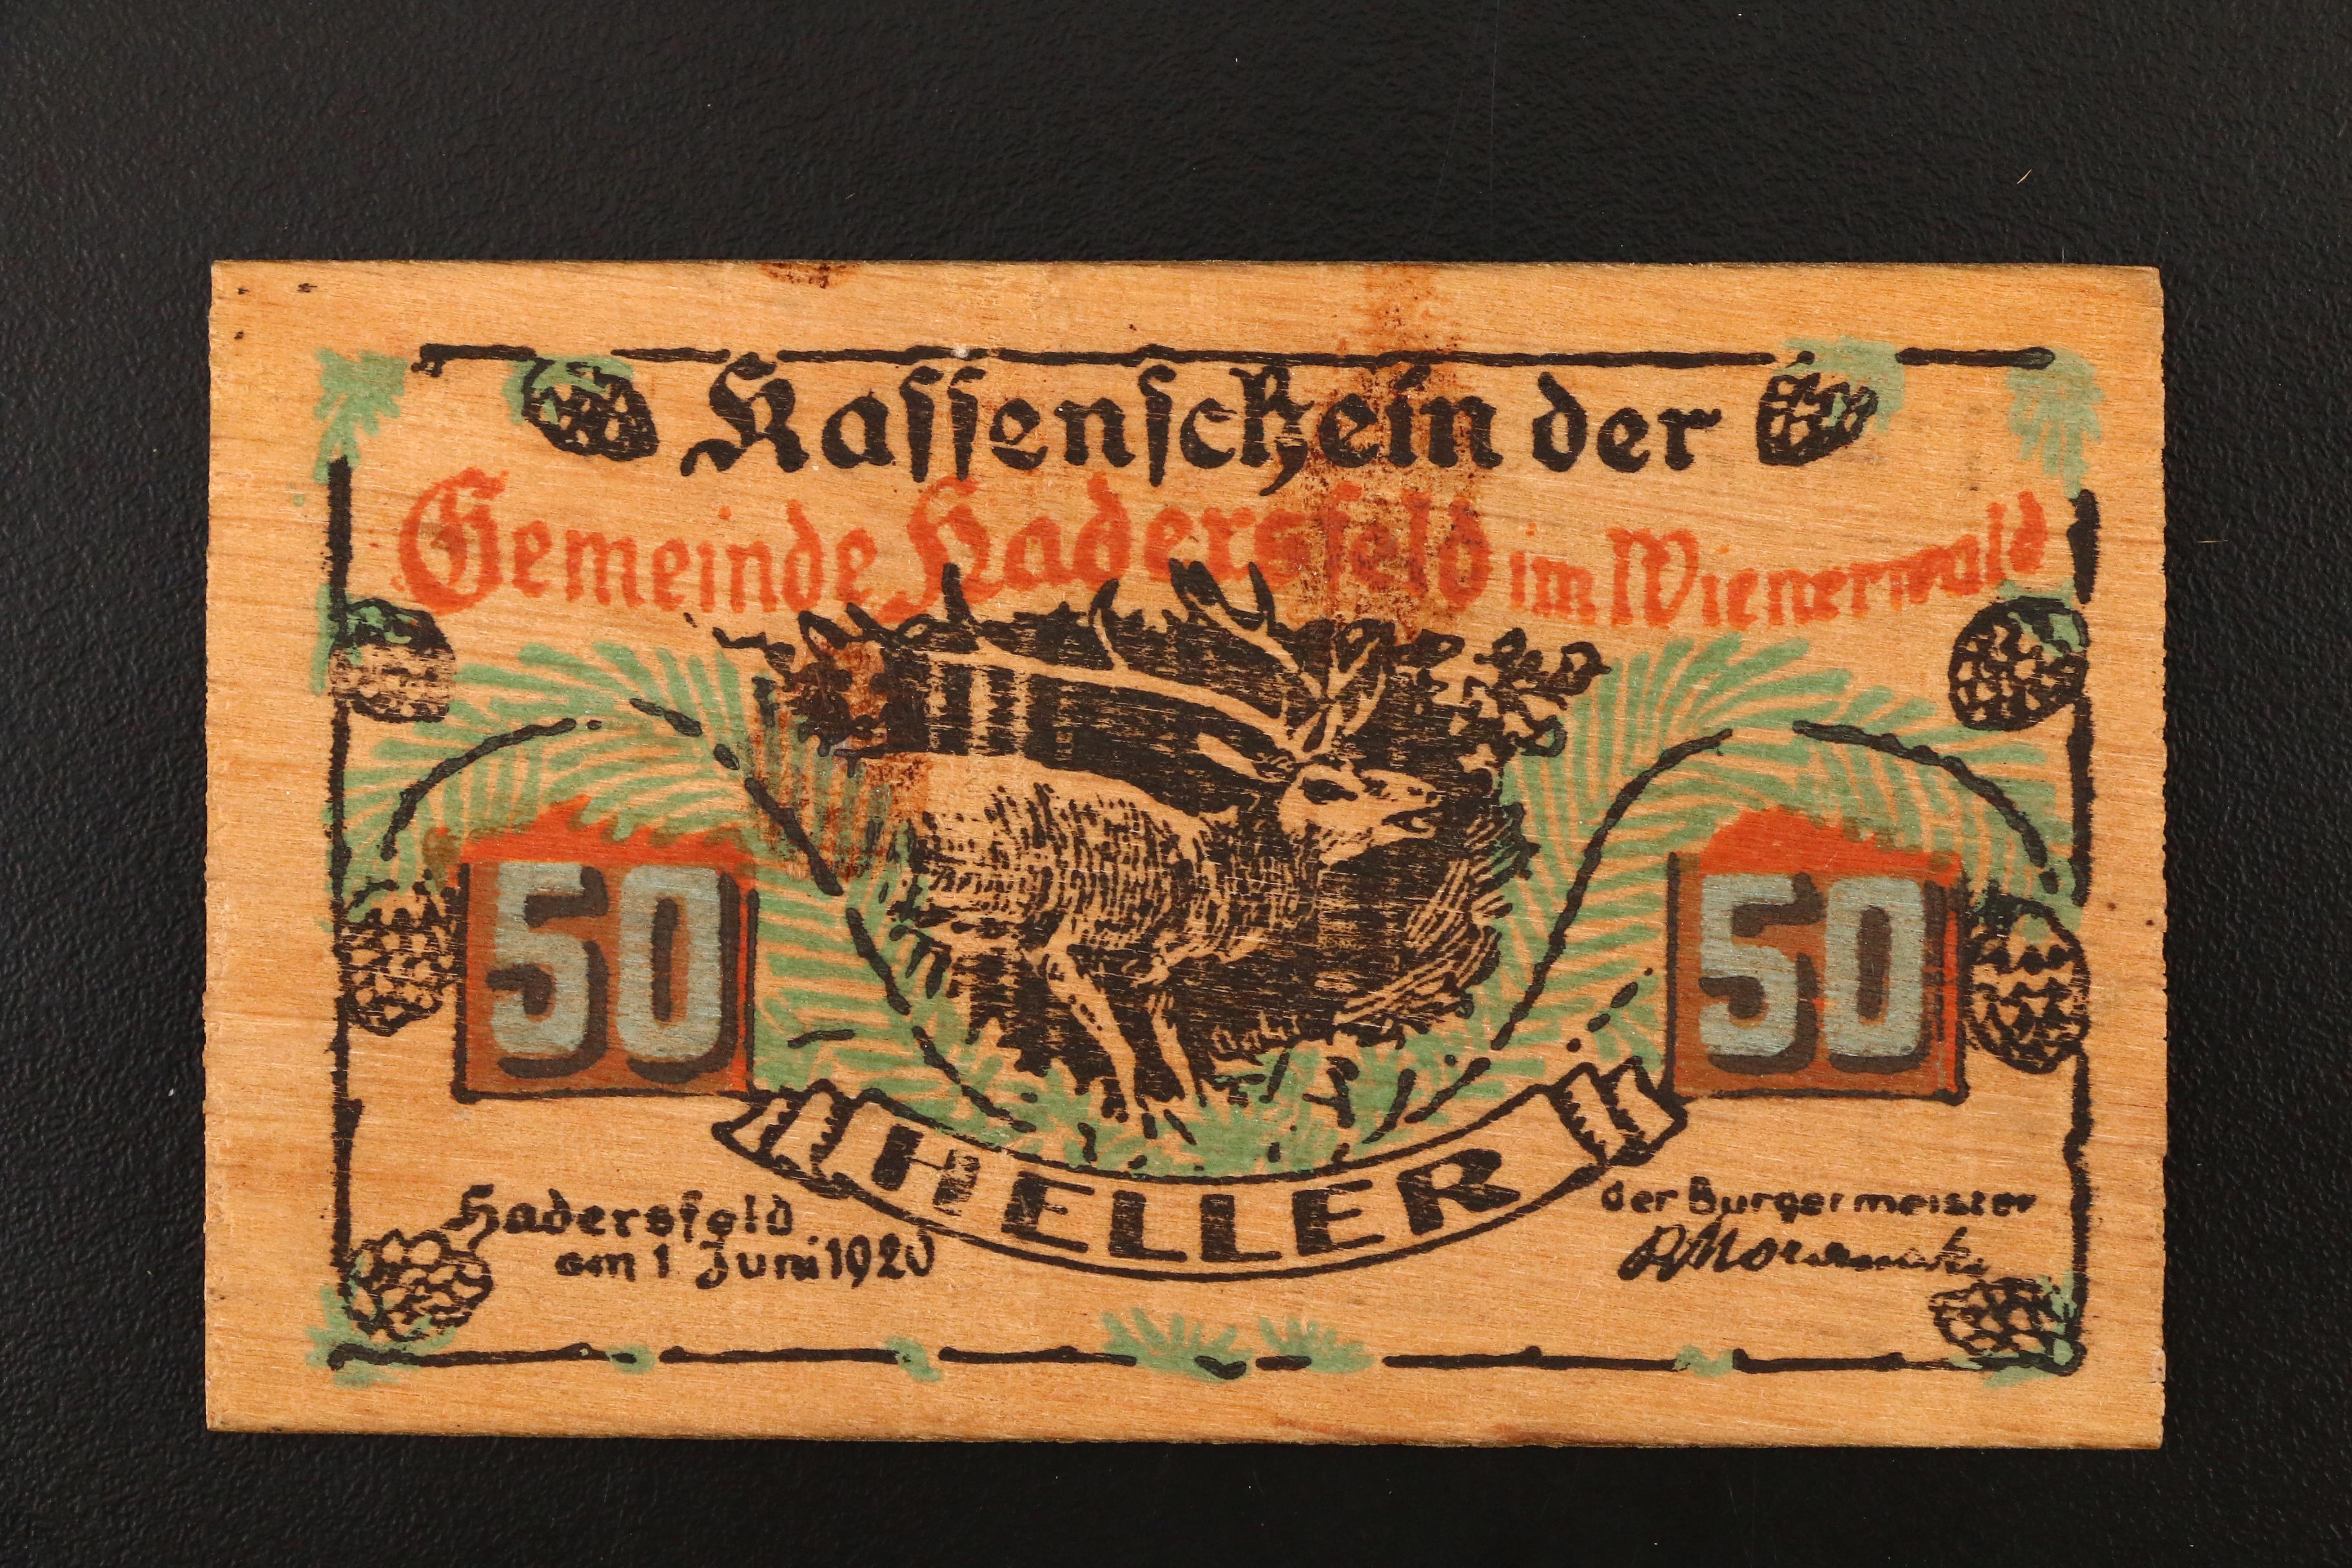 Kassenschein der
Gemeinde Hadersfeld im Wienerwald
50
50
HELLER
Hadersfeld
am 1 Juni 1920
der Burgermeister